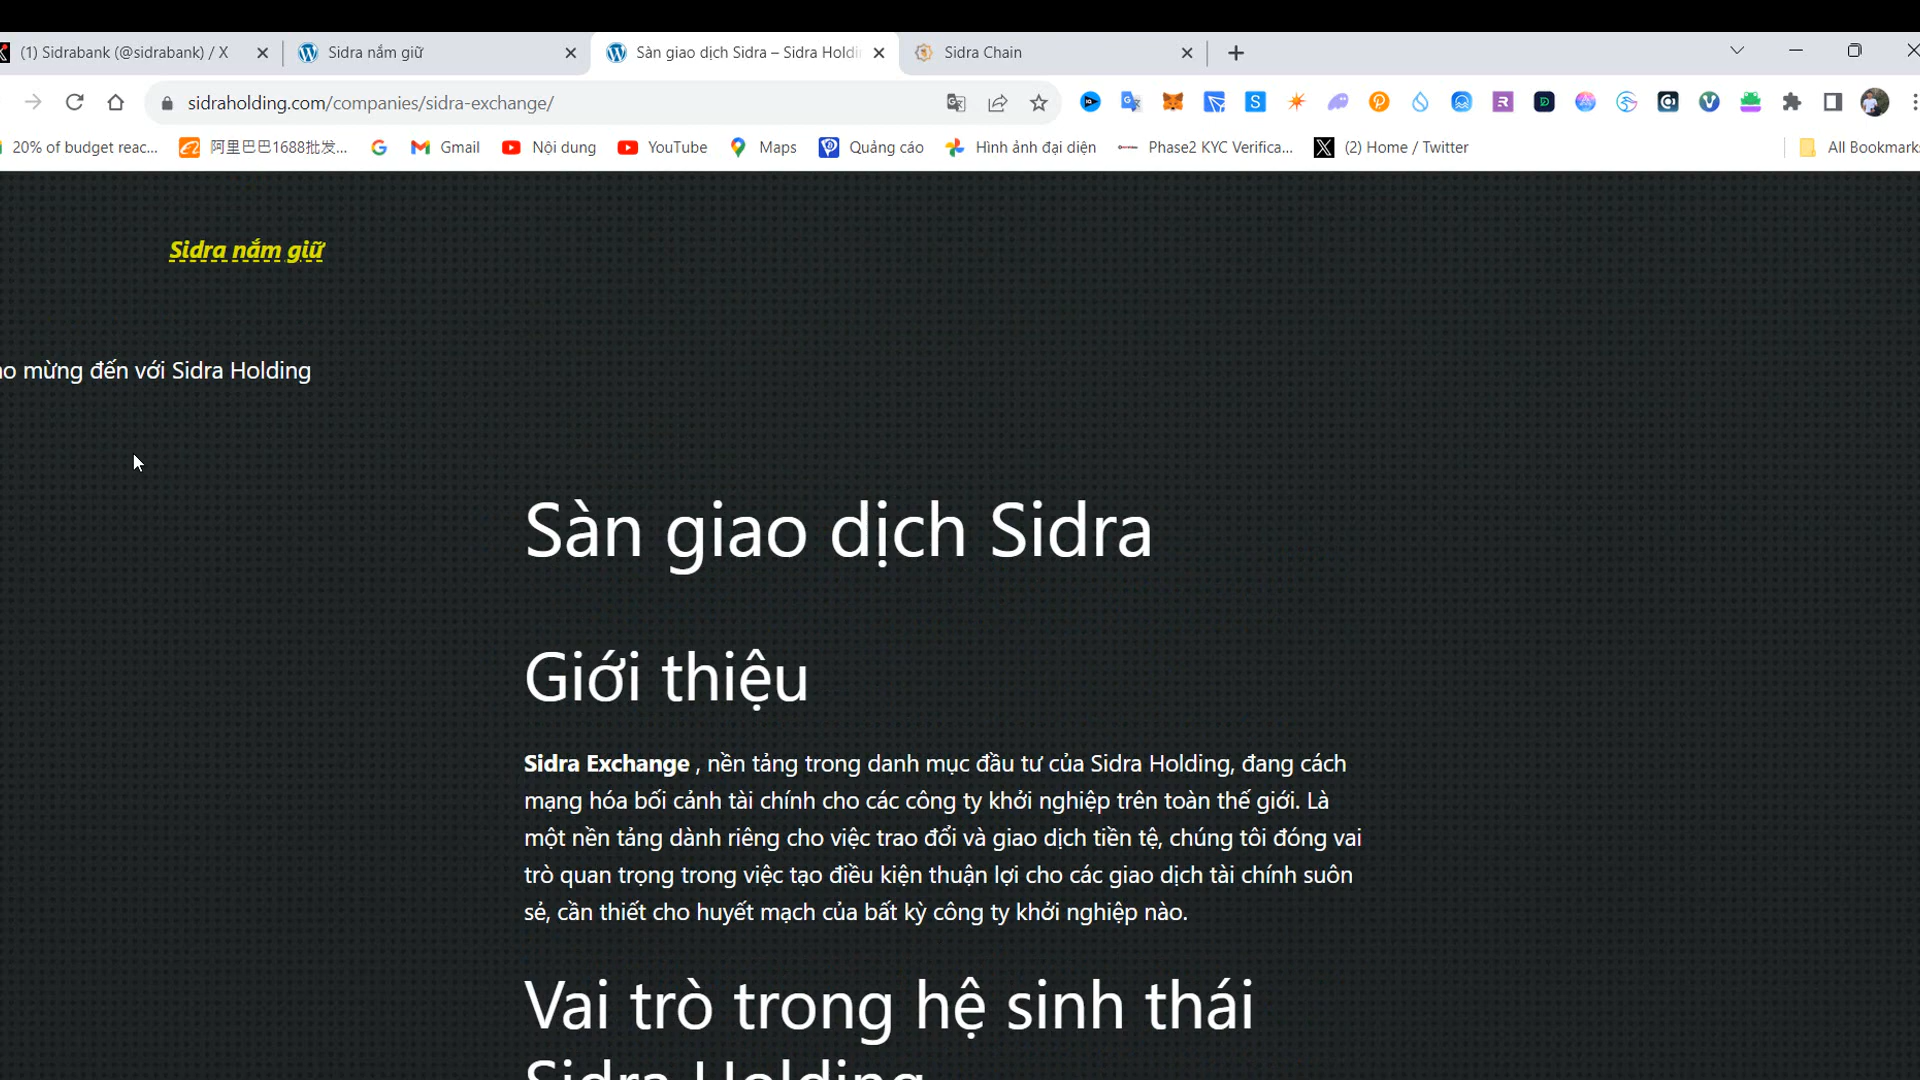 (1) Sidrabank (@sidrabank) / X
Sidra nắm giữ
Sàn giao dịch Sidra – Sidra Holdi
Sidra Chain
sidraholding.com/companies/sidra-exchange/
20% of budget reac...
阿里巴巴1688批发...
Gmail
Nội dung
YouTube
Maps
Quảng cáo
Hình ảnh đại diện
Phase2 KYC Verifica...
(2) Home / Twitter
All Bookmark
Sidra nắm giữ
mừng đến với Sidra Holding
Sàn giao dịch Sidra
Giới thiệu
Sidra Exchange , nền tảng trong danh mục đầu tư của Sidra Holding, đang cách
mạng hóa bối cảnh tài chính cho các công ty khởi nghiệp trên toàn thế giới. Là
một nền tảng dành riêng cho việc trao đổi và giao dịch tiền tệ, chúng tôi đóng vai
trò quan trọng trong việc tạo điều kiện thuận lợi cho các giao dịch tài chính suôn
sẻ, cần thiết cho huyết mạch của bất kỳ công ty khởi nghiệp nào.
Vai trò trong hệ sinh thái
Sidra Holding